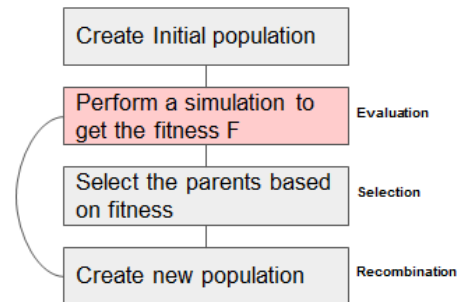 Create Initial population
Perform a simulation to
get the fitness F
Evaluation
Select the parents based
on fitness
Selection
Create new population
Recombination